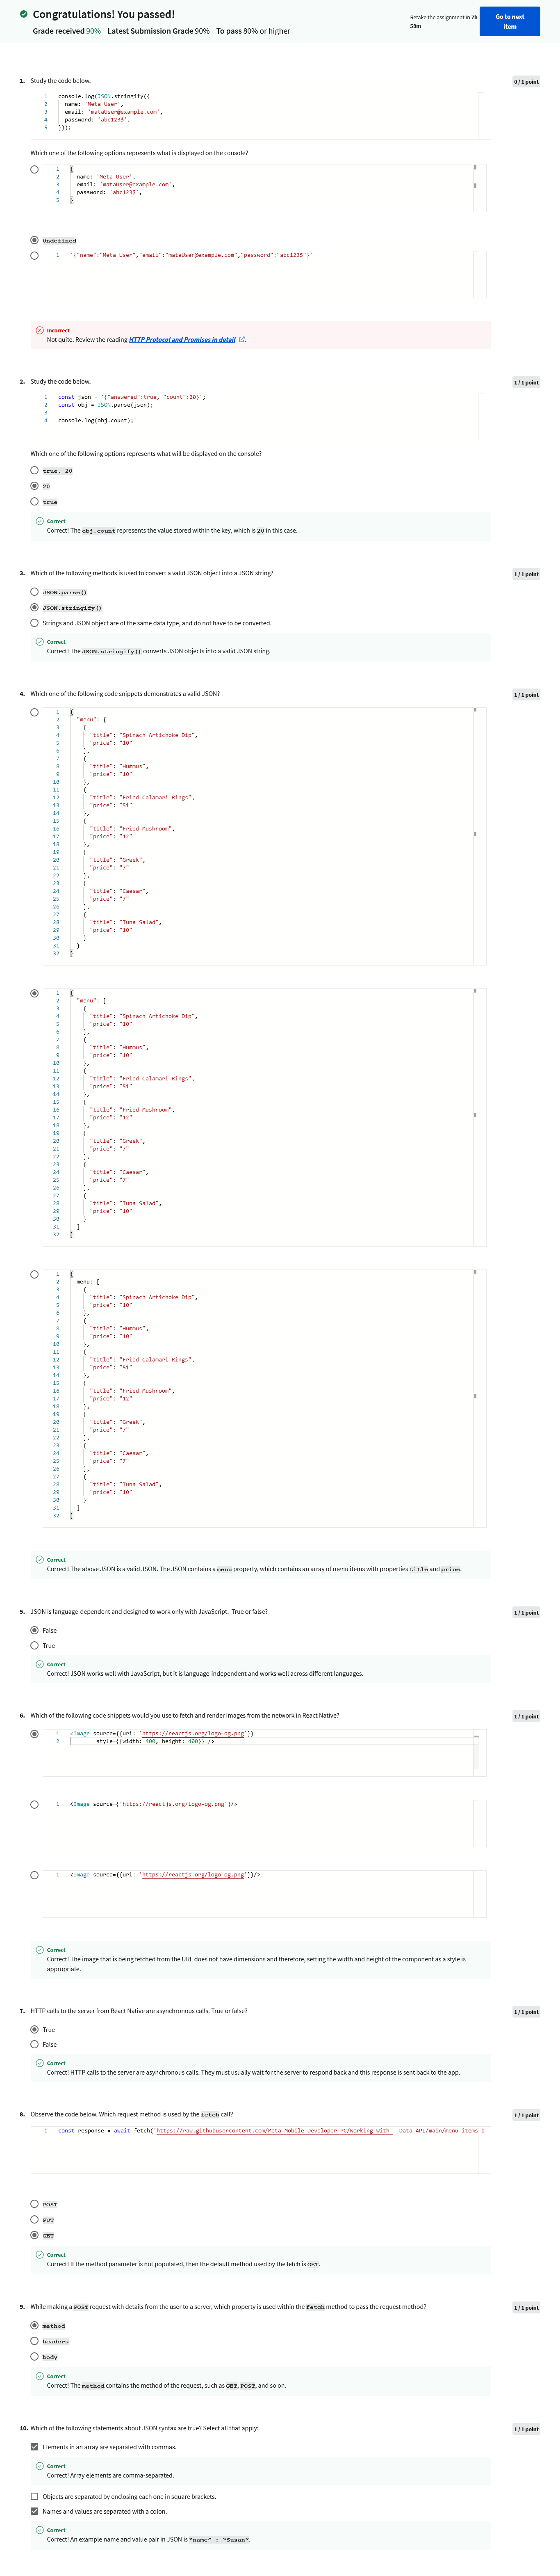 Congratulations! You passed!
Grade received 90% Latest Submission Grade 90% To pass 80% or higher
Retake the assignment in 7h 58m
Go to next item
1. Study the code below.
0 / 1 point
1 console.log(JSON.stringify({
2 name: 'Meta User',
3 email: 'mataUser@example.com',
4 password: 'abc123$',
5 }));
Which one of the following options represents what is displayed on the console?
1 {
2 name: 'Meta User',
3 email: 'mataUser@example.com',
4 password: 'abc123$',
5 }
Undefined
1 '{"name":"Meta User","email":"mataUser@example.com","password":"abc123$"}'
Incorrect
Not quite. Review the reading HTTP Protocol and Promises in detail.
2. Study the code below.
1 / 1 point
1 const json = '{"answered":true, "count":20}';
2 const obj = JSON.parse(json);
3
4 console.log(obj.count);
Which one of the following options represents what will be displayed on the console?
true, 20
20
true
Correct
Correct! The obj.count represents the value stored within the key, which is 20 in this case.
3. Which of the following methods is used to convert a valid JSON object into a JSON string?
1 / 1 point
JSON.parse()
JSON.stringify()
Strings and JSON object are of the same data type, and do not have to be converted.
Correct
Correct! The JSON.stringify() converts JSON objects into a valid JSON string.
4. Which one of the following code snippets demonstrates a valid JSON?
1 / 1 point
1 {
2 "menu": {
3 {
4 "title": "Spinach Artichoke Dip",
5 "price": "10"
6 },
7 {
8 "title": "Hummus",
9 "price": "10"
10 },
11 {
12 "title": "Fried Calamari Rings",
13 "price": "51"
14 },
15 {
16 "title": "Fried Mushroom",
17 "price": "12"
18 },
19 {
20 "title": "Greek",
21 "price": "7"
22 },
23 {
24 "title": "Caesar",
25 "price": "7"
26 },
27 {
28 "title": "Tuna Salad",
29 "price": "10"
30 }
31 }
32 }
1 {
2 "menu": [
3 {
4 "title": "Spinach Artichoke Dip",
5 "price": "10"
6 },
7 {
8 "title": "Hummus",
9 "price": "10"
10 },
11 {
12 "title": "Fried Calamari Rings",
13 "price": "51"
14 },
15 {
16 "title": "Fried Mushroom",
17 "price": "12"
18 },
19 {
20 "title": "Greek",
21 "price": "7"
22 },
23 {
24 "title": "Caesar",
25 "price": "7"
26 },
27 {
28 "title": "Tuna Salad",
29 "price": "10"
30 }
31 ]
32 }
1 {
2 menu: [
3 {
4 "title": "Spinach Artichoke Dip",
5 "price": "10"
6 },
7 {
8 "title": "Hummus",
9 "price": "10"
10 },
11 {
12 "title": "Fried Calamari Rings",
13 "price": "51"
14 },
15 {
16 "title": "Fried Mushroom",
17 "price": "12"
18 },
19 {
20 "title": "Greek",
21 "price": "7"
22 },
23 {
24 "title": "Caesar",
25 "price": "7"
26 },
27 {
28 "title": "Tuna Salad",
29 "price": "10"
30 }
31 ]
32 }
Correct
Correct! The above JSON is a valid JSON. The JSON contains a menu property, which contains an array of menu items with properties title and price.
5. JSON is language-dependent and designed to work only with JavaScript. True or false?
1 / 1 point
False
True
Correct
Correct! JSON works well with JavaScript, but it is language-independent and works well across different languages.
6. Which of the following code snippets would you use to fetch and render images from the network in React Native?
1 / 1 point
1 <Image source={{uri: 'https://reactjs.org/logo-og.png'}}
2 style={{width: 400, height: 400}} />
1 <Image source={'https://reactjs.org/logo-og.png'}/>
1 <Image source={{uri: 'https://reactjs.org/logo-og.png'}}/>
Correct
Correct! The image that is being fetched from the URL does not have dimensions and therefore, setting the width and height of the component as a style is
appropriate.
7. HTTP calls to the server from React Native are asynchronous calls. True or false?
1 / 1 point
True
False
Correct
Correct! HTTP calls to the server are asynchronous calls. They must usually wait for the server to respond back and this response is sent back to the app.
8. Observe the code below. Which request method is used by the fetch call?
1 / 1 point
1 const response = await fetch('https://raw.githubusercontent.com/Meta-Mobile-Developer-PC/Working-With- Data-API/main/menu-items-b
POST
PUT
GET
Correct
Correct! If the method parameter is not populated, then the default method used by the fetch is GET.
9. While making a POST request with details from the user to a server, which property is used within the fetch method to pass the request method?
1 / 1 point
method
headers
body
Correct
Correct! The method contains the method of the request, such as GET, POST, and so on.
10. Which of the following statements about JSON syntax are true? Select all that apply:
1 / 1 point
Elements in an array are separated with commas.
Correct
Correct! Array elements are comma-separated.
Objects are separated by enclosing each one in square brackets.
Names and values are separated with a colon.
Correct
Correct! An example name and value pair in JSON is "name" : "Susan".